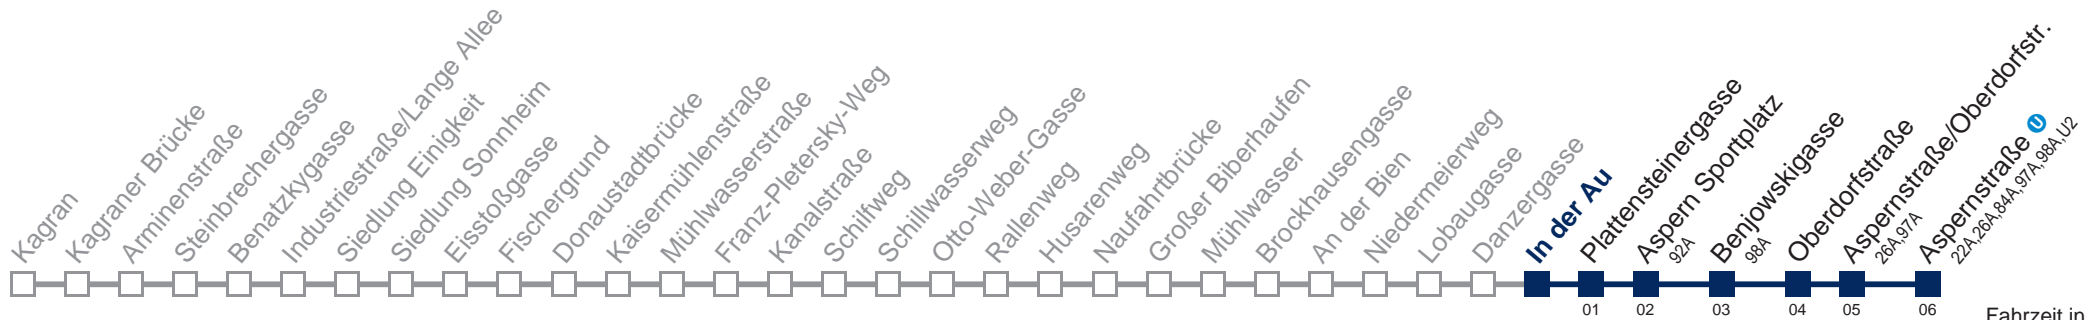 Kagran
Kagraner Brücke
Arminenstraße
Steinbrechergasse
Benatzkygasse
Industriestraße/Lange Allee
Siedlung Einigkeit
Siedlung Sonnheim
Eisstoßgasse
Fischergrund
Donaustadtbrücke
Kaisermühlenstraße
Mühlwasserstraße
Franz-Pletersky-Weg
Kanalstraße
Schilfweg
Schillwasserweg
Otto-Weber-Gasse
Rallenweg
Husarenweg
Naufahrtbrücke
Großer Biberhaufen
Mühlwasser
Brockhausengasse
An der Bien
Niedermeierweg
Lobaugasse
Danzergasse
In der Au
Plattensteinergasse
01
Aspern Sportplatz
92A
02
Benjowskigasse
98A
03
Oberdorfstraße
04
Aspernstraße/Oberdorfstr.
26A,97A
05
Aspernstraße U
22A,26A,84A,97A,98A,U2
06
Fahrzeit in